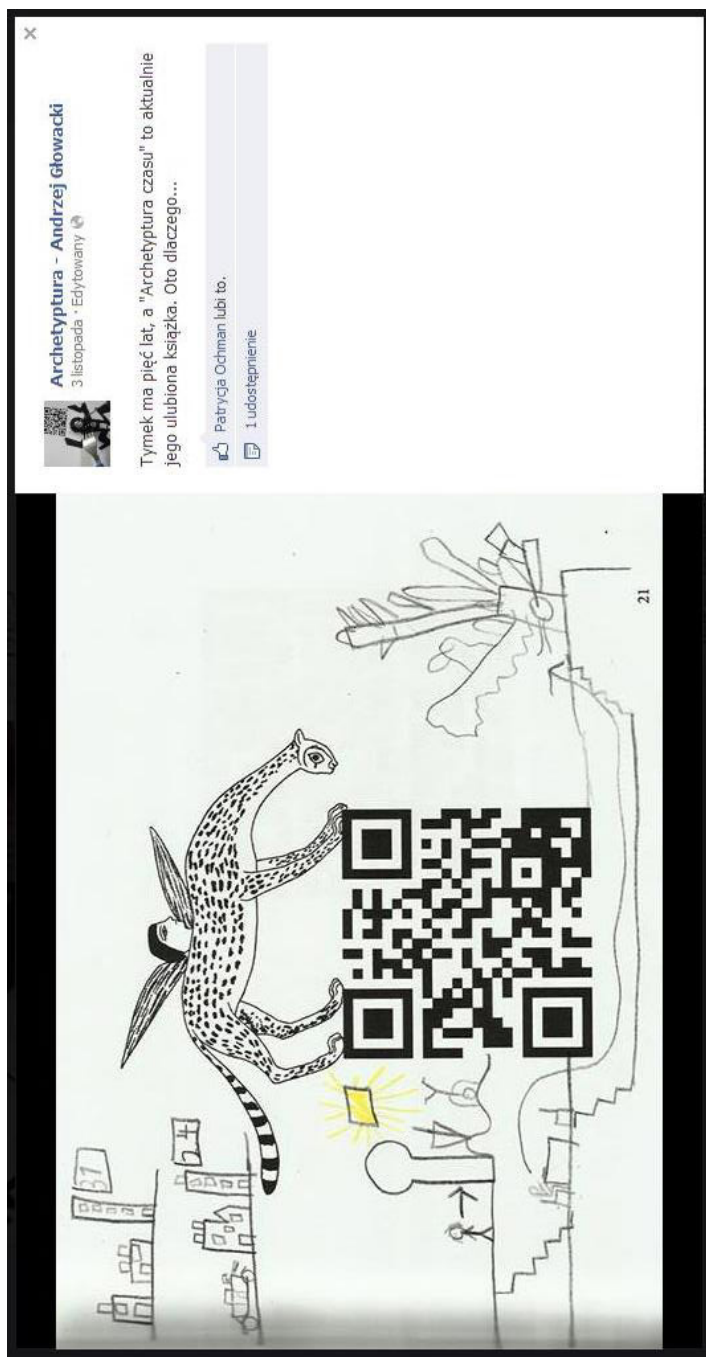 Archetyptura - Andrzej Głowacki
3 listopada · Edytowany
Tymek ma pięć lat, a "Archetyptura czasu" to aktualnie
jego ulubiona książka. Oto dlaczego...
Patrycja Ochman lubi to.
1 udostępnienie
31
24
21